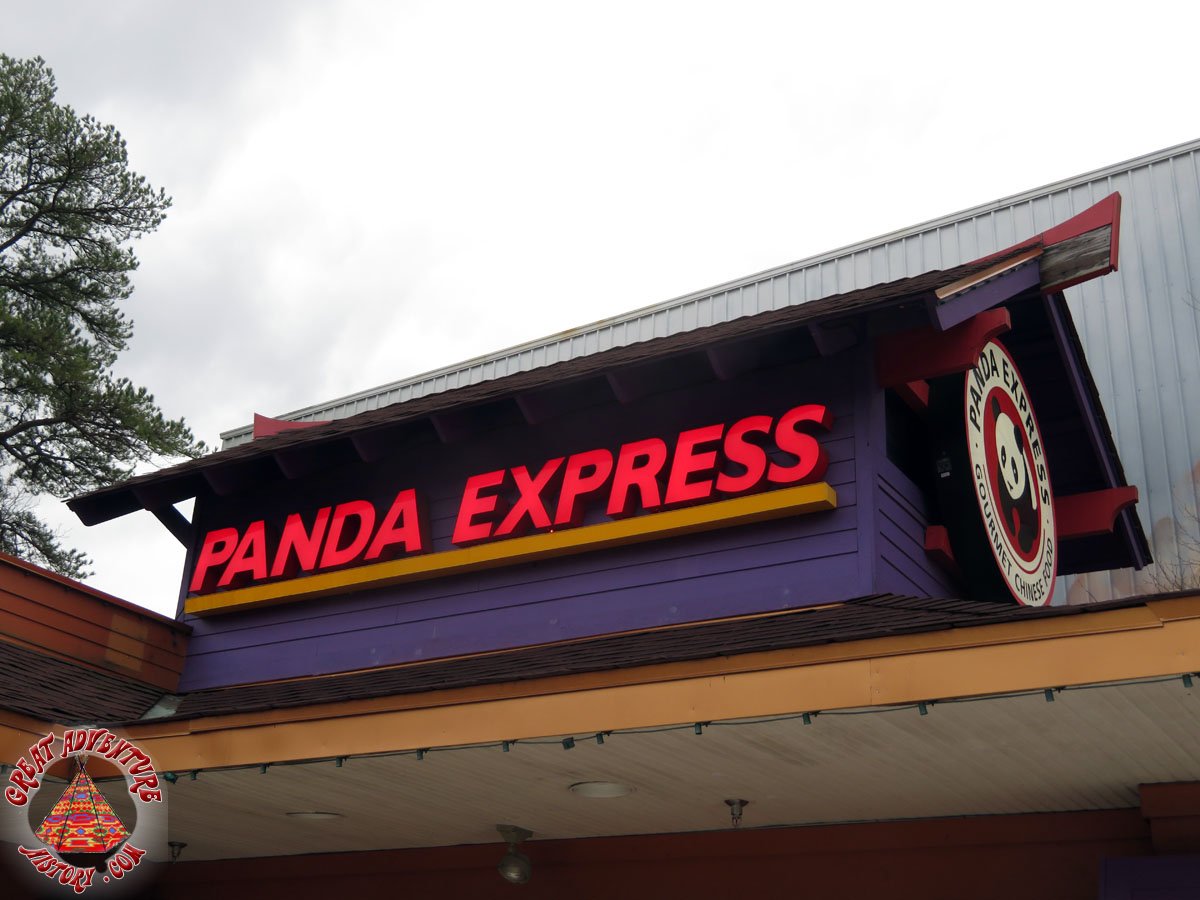 PANDA EXPRESS
· PANDA EXPRESS ·
GOURMET CHINESE FOOD
GREAT ADVENTURE
HISTORY.COM